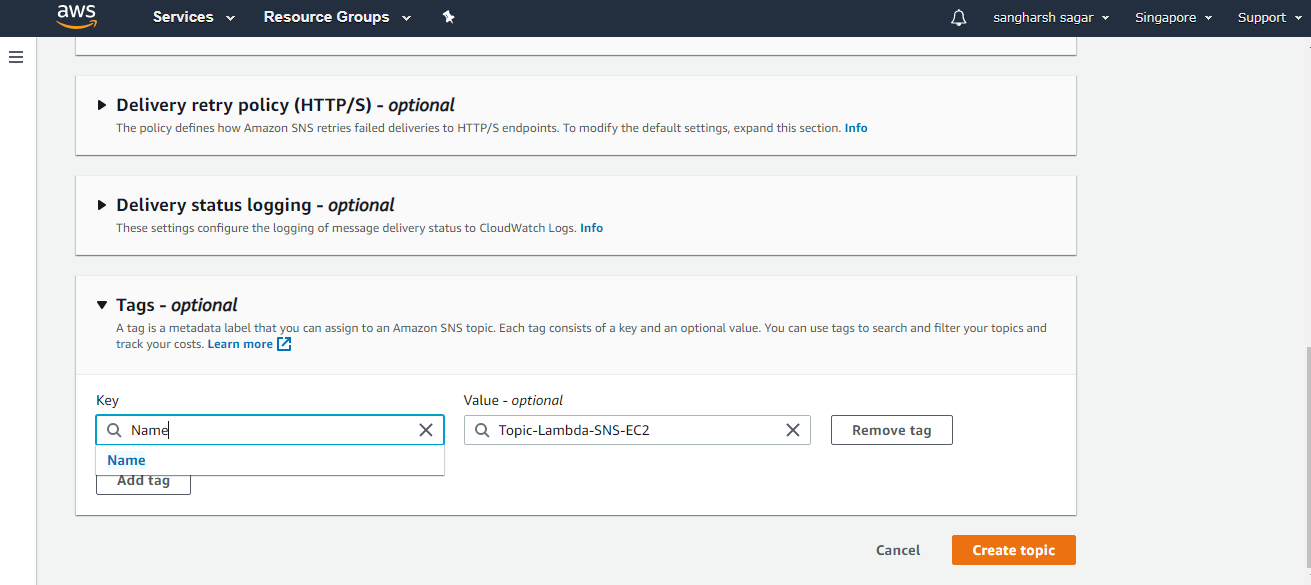 aws Services Resource Groups sangharsh sagar Singapore Support
Delivery retry policy (HTTP/S) - optional
The policy defines how Amazon SNS retries failed deliveries to HTTP/S endpoints. To modify the default settings, expand this section. Info
Delivery status logging - optional
These settings configure the logging of message delivery status to CloudWatch Logs. Info
Tags - optional
A tag is a metadata label that you can assign to an Amazon SNS topic. Each tag consists of a key and an optional value. You can use tags to search and filter your topics and
track your costs. Learn more
Key Value - optional
Name Topic-Lambda-SNS-EC2 Remove tag
Name
Add tag
Cancel Create topic